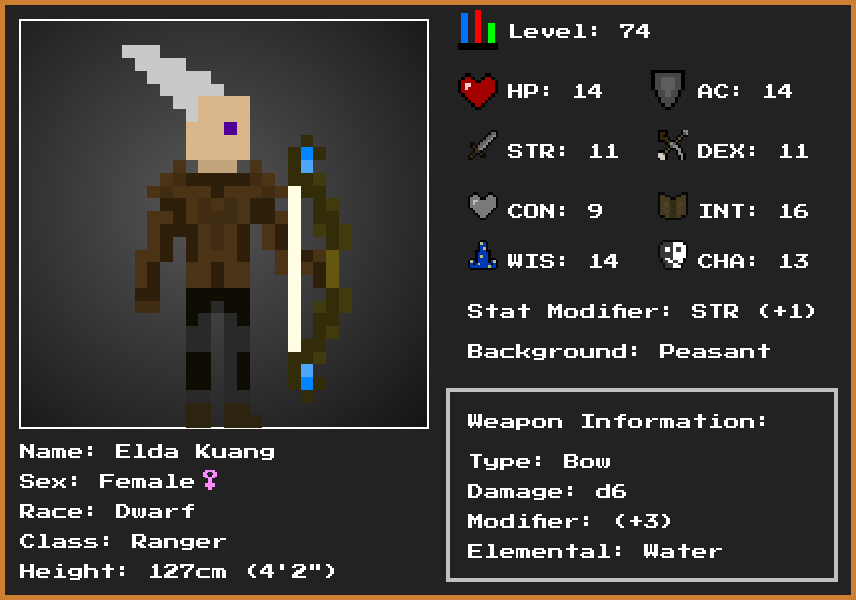 Level: 74
HP: 14
AC: 14
STR: 11
DEX: 11
CON: 9
INT: 16
WIS: 14
CHA: 13
Stat Modifier: STR (+1)
Background: Peasant
Name: Elda Kuang
Sex: Female♀
Race: Dwarf
Class: Ranger
Height: 127cm (4'2")
Weapon Information:
Type: Bow
Damage: d6
Modifier: (+3)
Elemental: Water